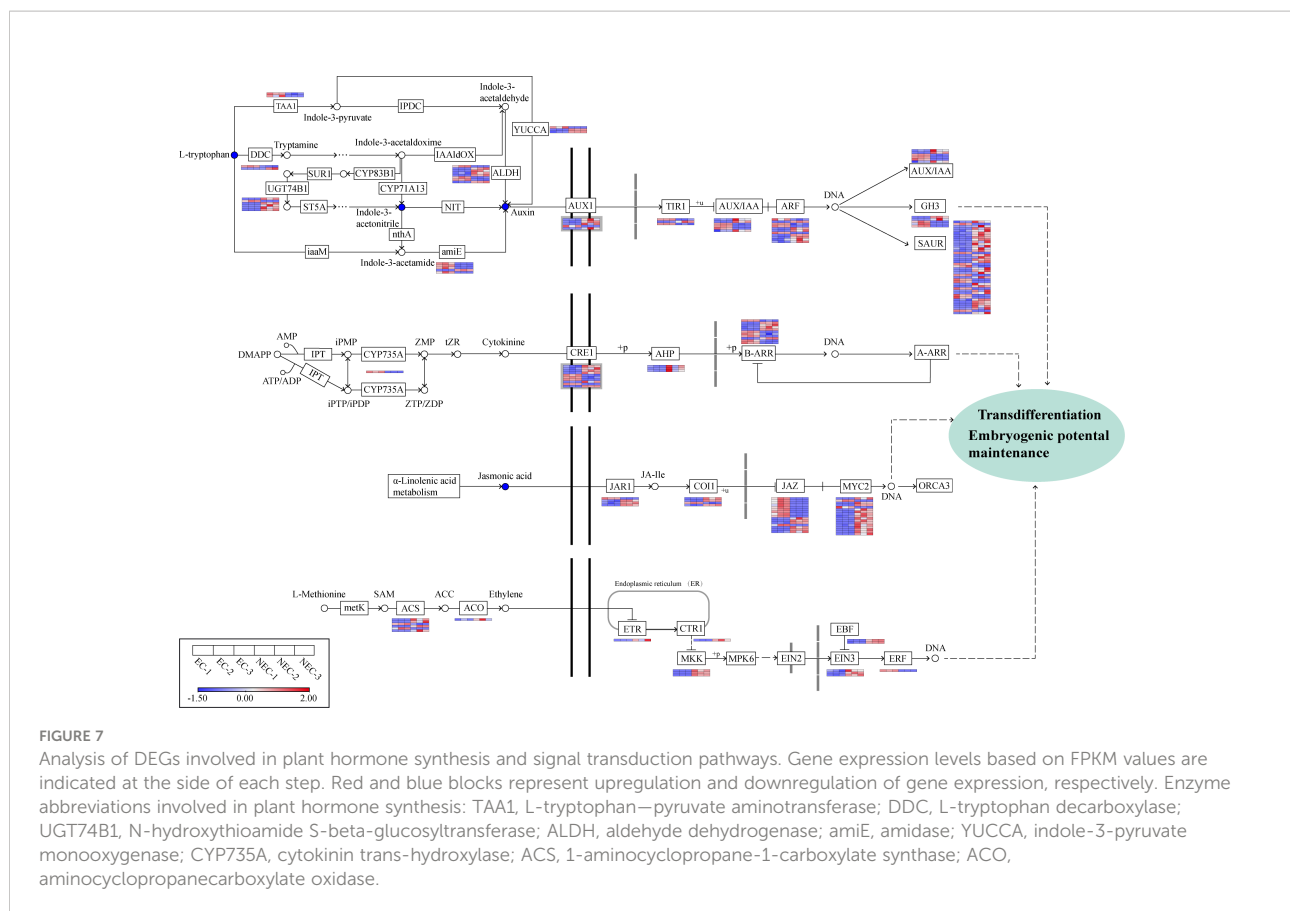 Indole-3-
acetaldehyde
TAA1
IPDC
Indole-3-pyruvate
YUCCA
L-tryptophan
Tryptamine
Indole-3-acetaldoxime
DDC
IAAldOX
SUR1
CYP83B1
ALDH
UGT74B1
CYP71A13
ST5A
NIT
Indole-3-
acetonitrile
Auxin
nthA
iaaM
amiE
Indole-3-acetamide
AUX1
TIR1
+u
AUX/IAA
ARF
DNA
AUX/IAA
GH3
SAUR
AMP
iPMP
ZMP
tZR
Cytokinine
DMAPP
IPT
CYP735A
ATP/ADP
IPT
CYP735A
iPTP/iPDP
ZTP/ZDP
CRE1
+p
AHP
+p
B-ARR
DNA
A-ARR
Transdifferentiation
Embryogenic potental
maintenance
α-Linolenic acid
metabolism
Jasmonic acid
JAR1
JA-Ile
COI1
+u
JAZ
MYC2
DNA
ORCA3
L-Methionine
metK
SAM
ACS
ACC
ACO
Ethylene
Endoplasmic reticulum （ER）
ETR
CTR1
MKK
+p
MPK6
EIN2
EBF
EIN3
ERF
DNA
EC-1
EC-2
EC-3
NEC-1
NEC-2
NEC-3
-1.50
0.00
2.00
FIGURE 7
Analysis of DEGs involved in plant hormone synthesis and signal transduction pathways. Gene expression levels based on FPKM values are
indicated at the side of each step. Red and blue blocks represent upregulation and downregulation of gene expression, respectively. Enzyme
abbreviations involved in plant hormone synthesis: TAA1, L-tryptophan—pyruvate aminotransferase; DDC, L-tryptophan decarboxylase;
UGT74B1, N-hydroxythioamide S-beta-glucosyltransferase; ALDH, aldehyde dehydrogenase; amiE, amidase; YUCCA, indole-3-pyruvate
monooxygenase; CYP735A, cytokinin trans-hydroxylase; ACS, 1-aminocyclopropane-1-carboxylate synthase; ACO,
aminocyclopropanecarboxylate oxidase.